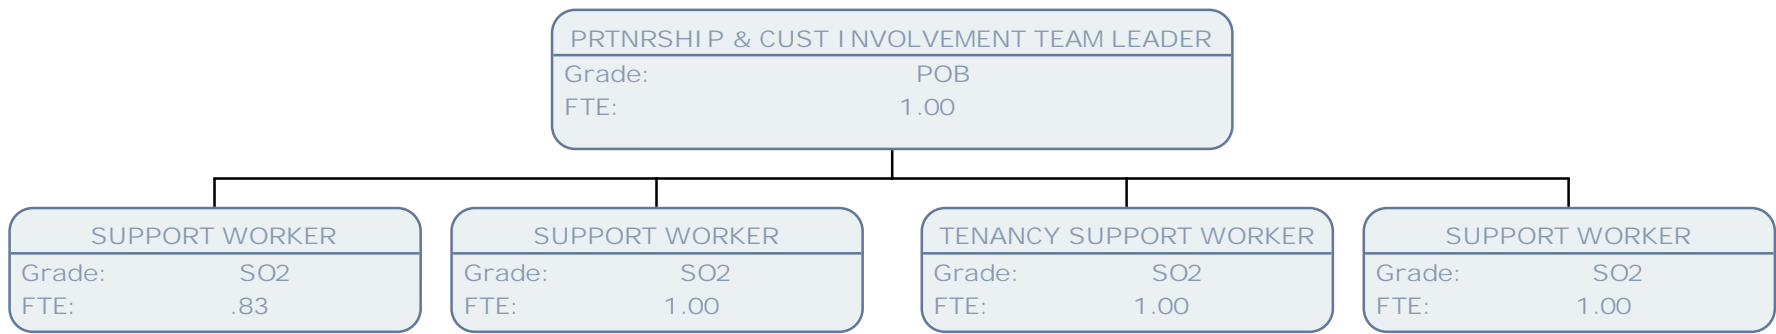 PRTNRSHIP & CUST INVOLVEMENT TEAM LEADER
Grade: POB
FTE: 1.00
SUPPORT WORKER
Grade: SO2
FTE: .83
SUPPORT WORKER
Grade: SO2
FTE: 1.00
TENANCY SUPPORT WORKER
Grade: SO2
FTE: 1.00
SUPPORT WORKER
Grade: SO2
FTE: 1.00